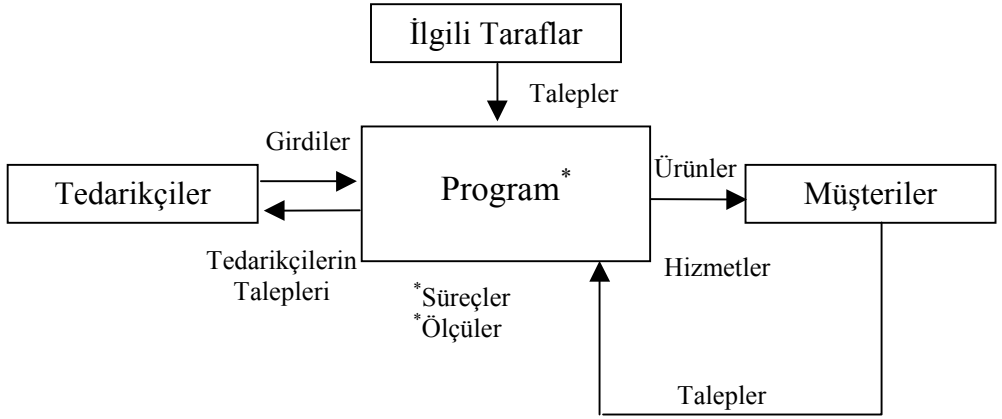 İlgili Taraflar
Talepler
Girdiler
Tedarikçiler
Program*
Ürünler
Müşteriler
Tedarikçilerin
Talepleri
Hizmetler
*Süreçler
*Ölçüler
Talepler